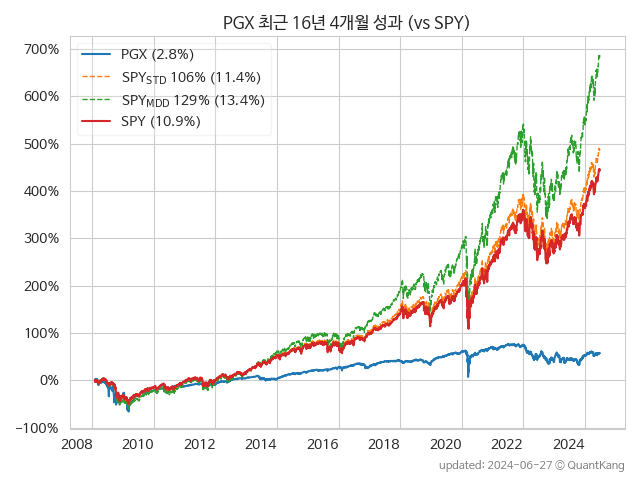 PGX 최근 16년 4개월 성과 (vs SPY)
700%
600%
500%
400%
300%
200%
100%
0%
−100%
PGX (2.8%)
SPY_STD 106% (11.4%)
SPY_MDD 129% (13.4%)
SPY (10.9%)
2008 2010 2012 2014 2016 2018 2020 2022 2024
updated: 2024-06-27 © QuantKang